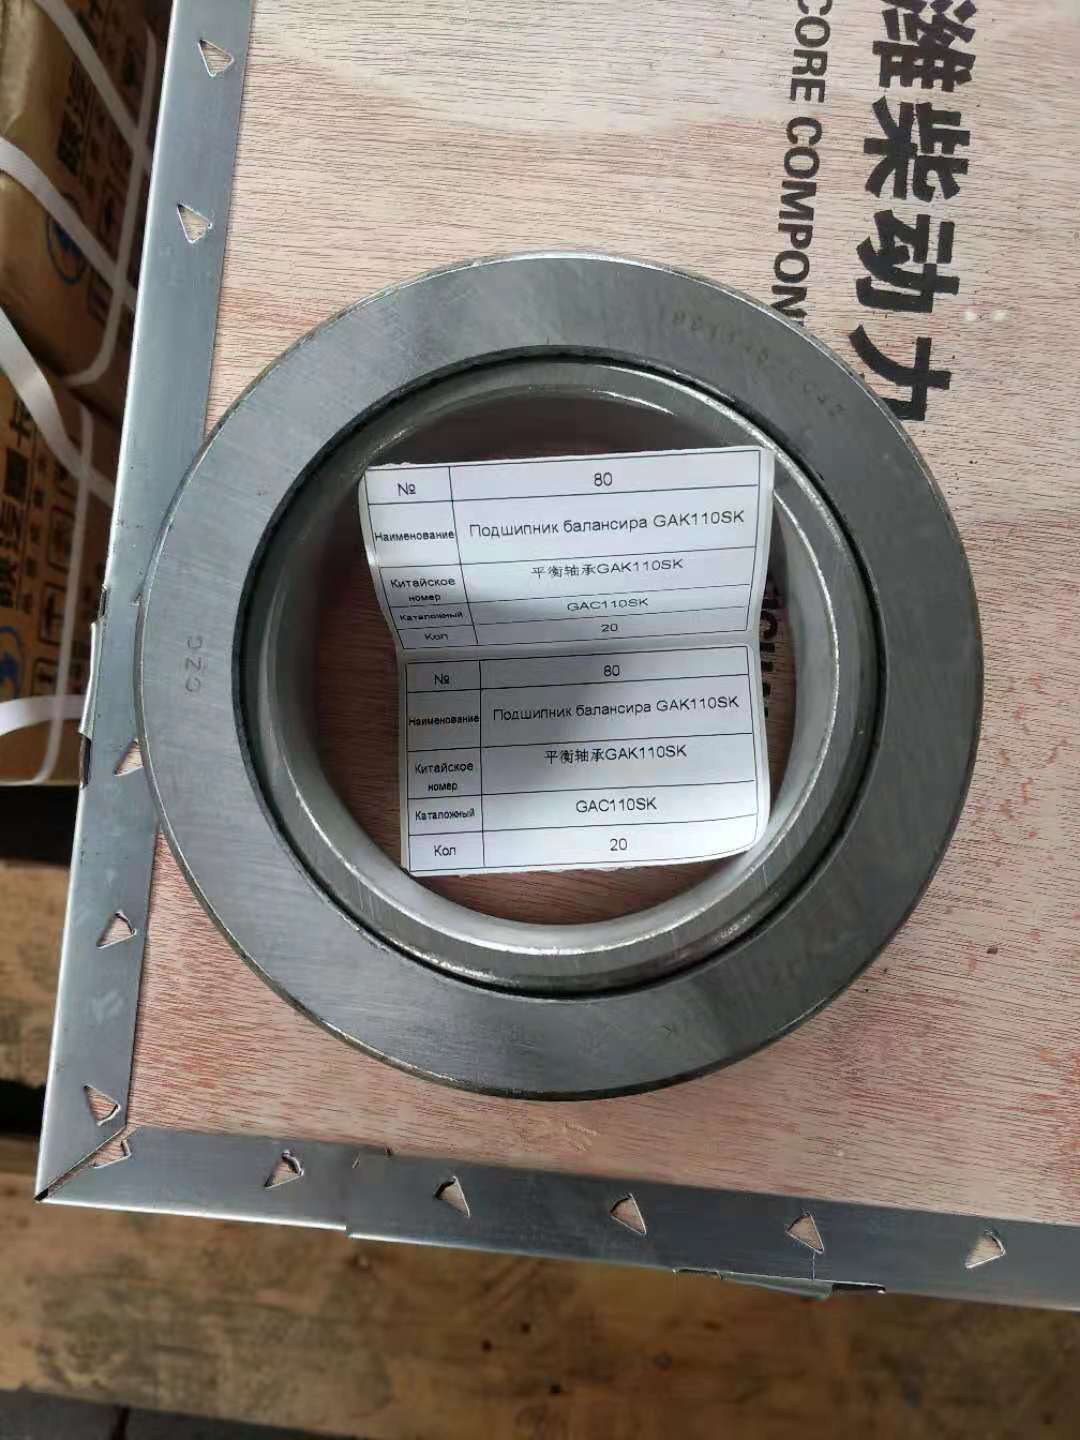 CORE COMPON
潍柴动力
№ 80
Наименование Подшипник балансира GAK110SK
Китайское номер 平衡轴承GAK110SK
Каталожный GAC110SK
Кол 20
№ 80
Наименование Подшипник балансира GAK110SK
Китайское номер 平衡轴承GAK110SK
Каталожный GAC110SK
Кол 20